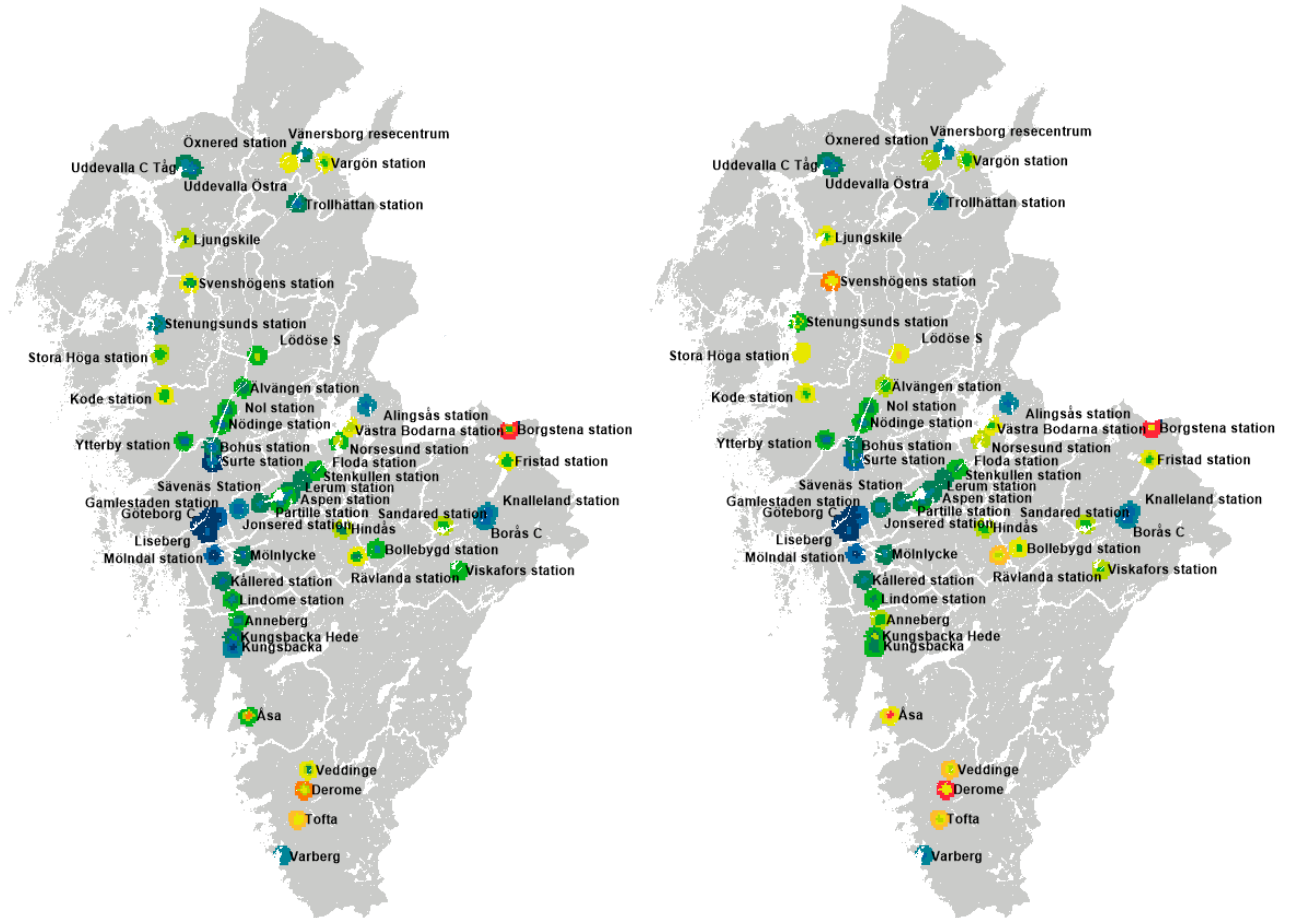 Vänersborg resecentrum
Öxnered station
Vargön station
Uddevalla C Tåg
Uddevalla Östra
Trollhättan station
Ljungskile
Svenshögens station
Stenungsunds station
Lödöse S
Stora Höga station
Älvängen station
Kode station
Nol station
Alingsås station
Nödinge station
Västra Bodarna station
Borgstena station
Ytterby station
Bohus station
Norsesund station
Surte station
Floda station
Fristad station
Stenkullen station
Sävenäs Station
Lerum station
Gamlestaden station
Aspen station
Knalleland station
Göteborg C
Partille station
Sandared station
Jonsered station
Hindås
Borås C
Liseberg
Mölndal station
Mölnlycke
Bollebygd station
Rävlanda station
Viskafors station
Kållered station
Lindome station
Anneberg
Kungsbacka Hede
Kungsbacka
Åsa
Veddinge
Derome
Tofta
Varberg
Vänersborg resecentrum
Öxnered station
Vargön station
Uddevalla C Tåg
Uddevalla Östra
Trollhättan station
Ljungskile
Svenshögens station
Stenungsunds station
Lödöse S
Stora Höga station
Älvängen station
Kode station
Nol station
Alingsås station
Nödinge station
Västra Bodarna station
Borgstena station
Ytterby station
Bohus station
Norsesund station
Surte station
Floda station
Fristad station
Stenkullen station
Sävenäs Station
Lerum station
Gamlestaden station
Aspen station
Knalleland station
Göteborg C
Partille station
Sandared station
Jonsered station
Hindås
Borås C
Liseberg
Mölndal station
Mölnlycke
Bollebygd station
Rävlanda station
Viskafors station
Kållered station
Lindome station
Anneberg
Kungsbacka Hede
Kungsbacka
Åsa
Veddinge
Derome
Tofta
Varberg